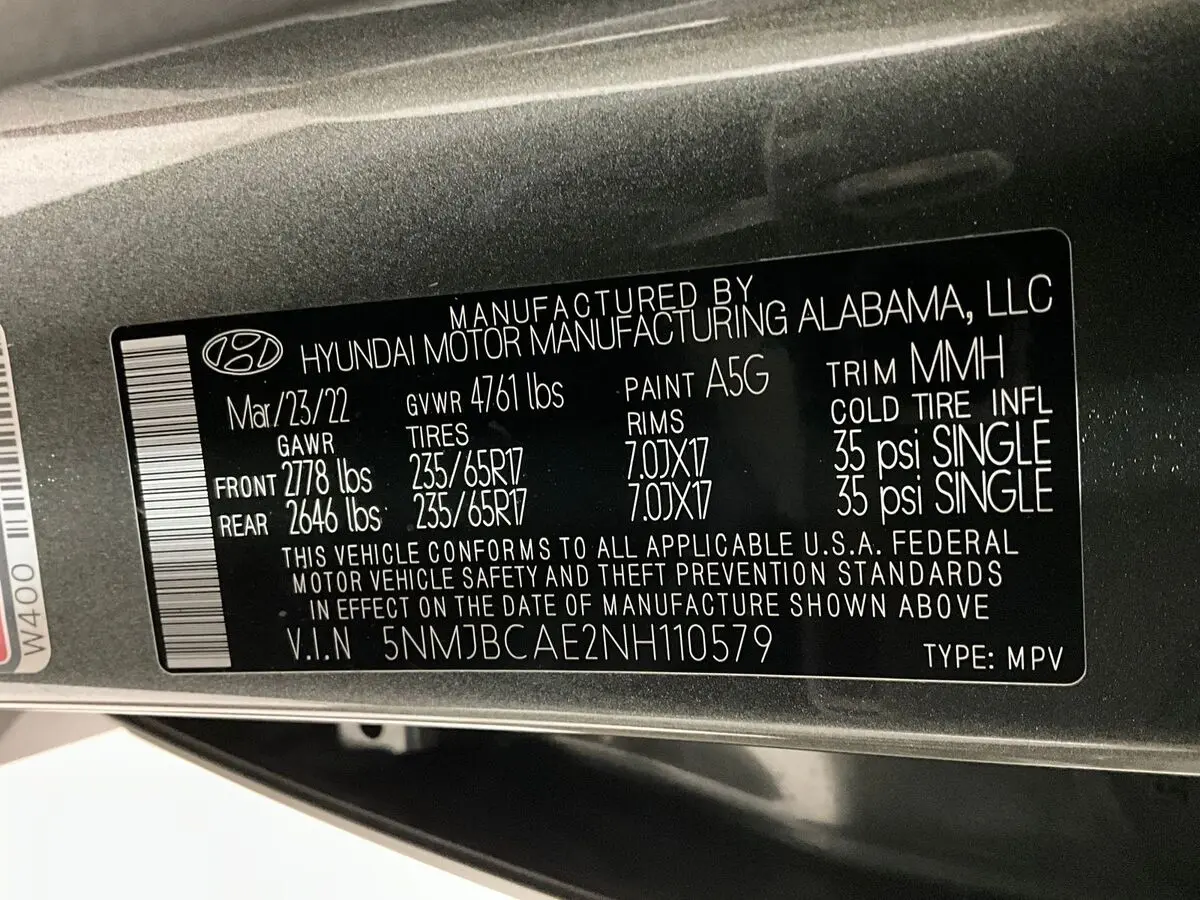 MANUFACTURED BY
HYUNDAI MOTOR MANUFACTURING ALABAMA, LLC
Mar/23/22 GVWR 4761 lbs PAINT A5G TRIM MMH
GAWR TIRES RIMS COLD TIRE INFL
FRONT 2778 lbs 235/65R17 7.0JX17 35 psi SINGLE
REAR 2646 lbs 235/65R17 7.0JX17 35 psi SINGLE
THIS VEHICLE CONFORMS TO ALL APPLICABLE U.S.A. FEDERAL
MOTOR VEHICLE SAFETY AND THEFT PREVENTION STANDARDS
IN EFFECT ON THE DATE OF MANUFACTURE SHOWN ABOVE
V.I.N 5NMJBCAE2NH110579 TYPE: MPV
W400